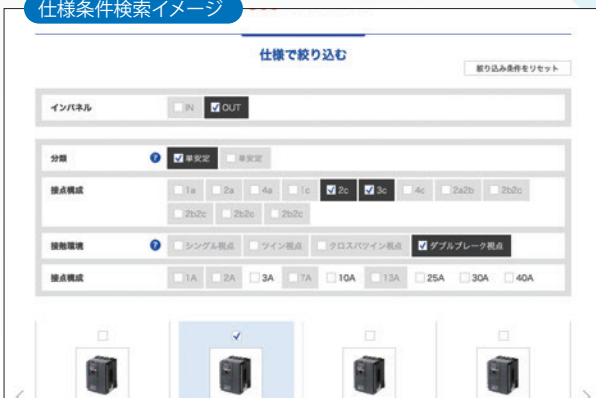 仕様条件検索イメージ
仕様で絞り込む
絞り込み条件をリセット
インパネル IN OUT
分類 ? 単安定 単安定
接点構成 1a 2a 4a 1c 2c 3c 4c 2a2b 2b2c
2b2c 2b2c 2b2c
接触環境 ? シングル視点 ツイン視点 クロスバツイン視点 ダブルブレーク視点
接点構成 1A 2A 3A 7A 10A 13A 25A 30A 40A